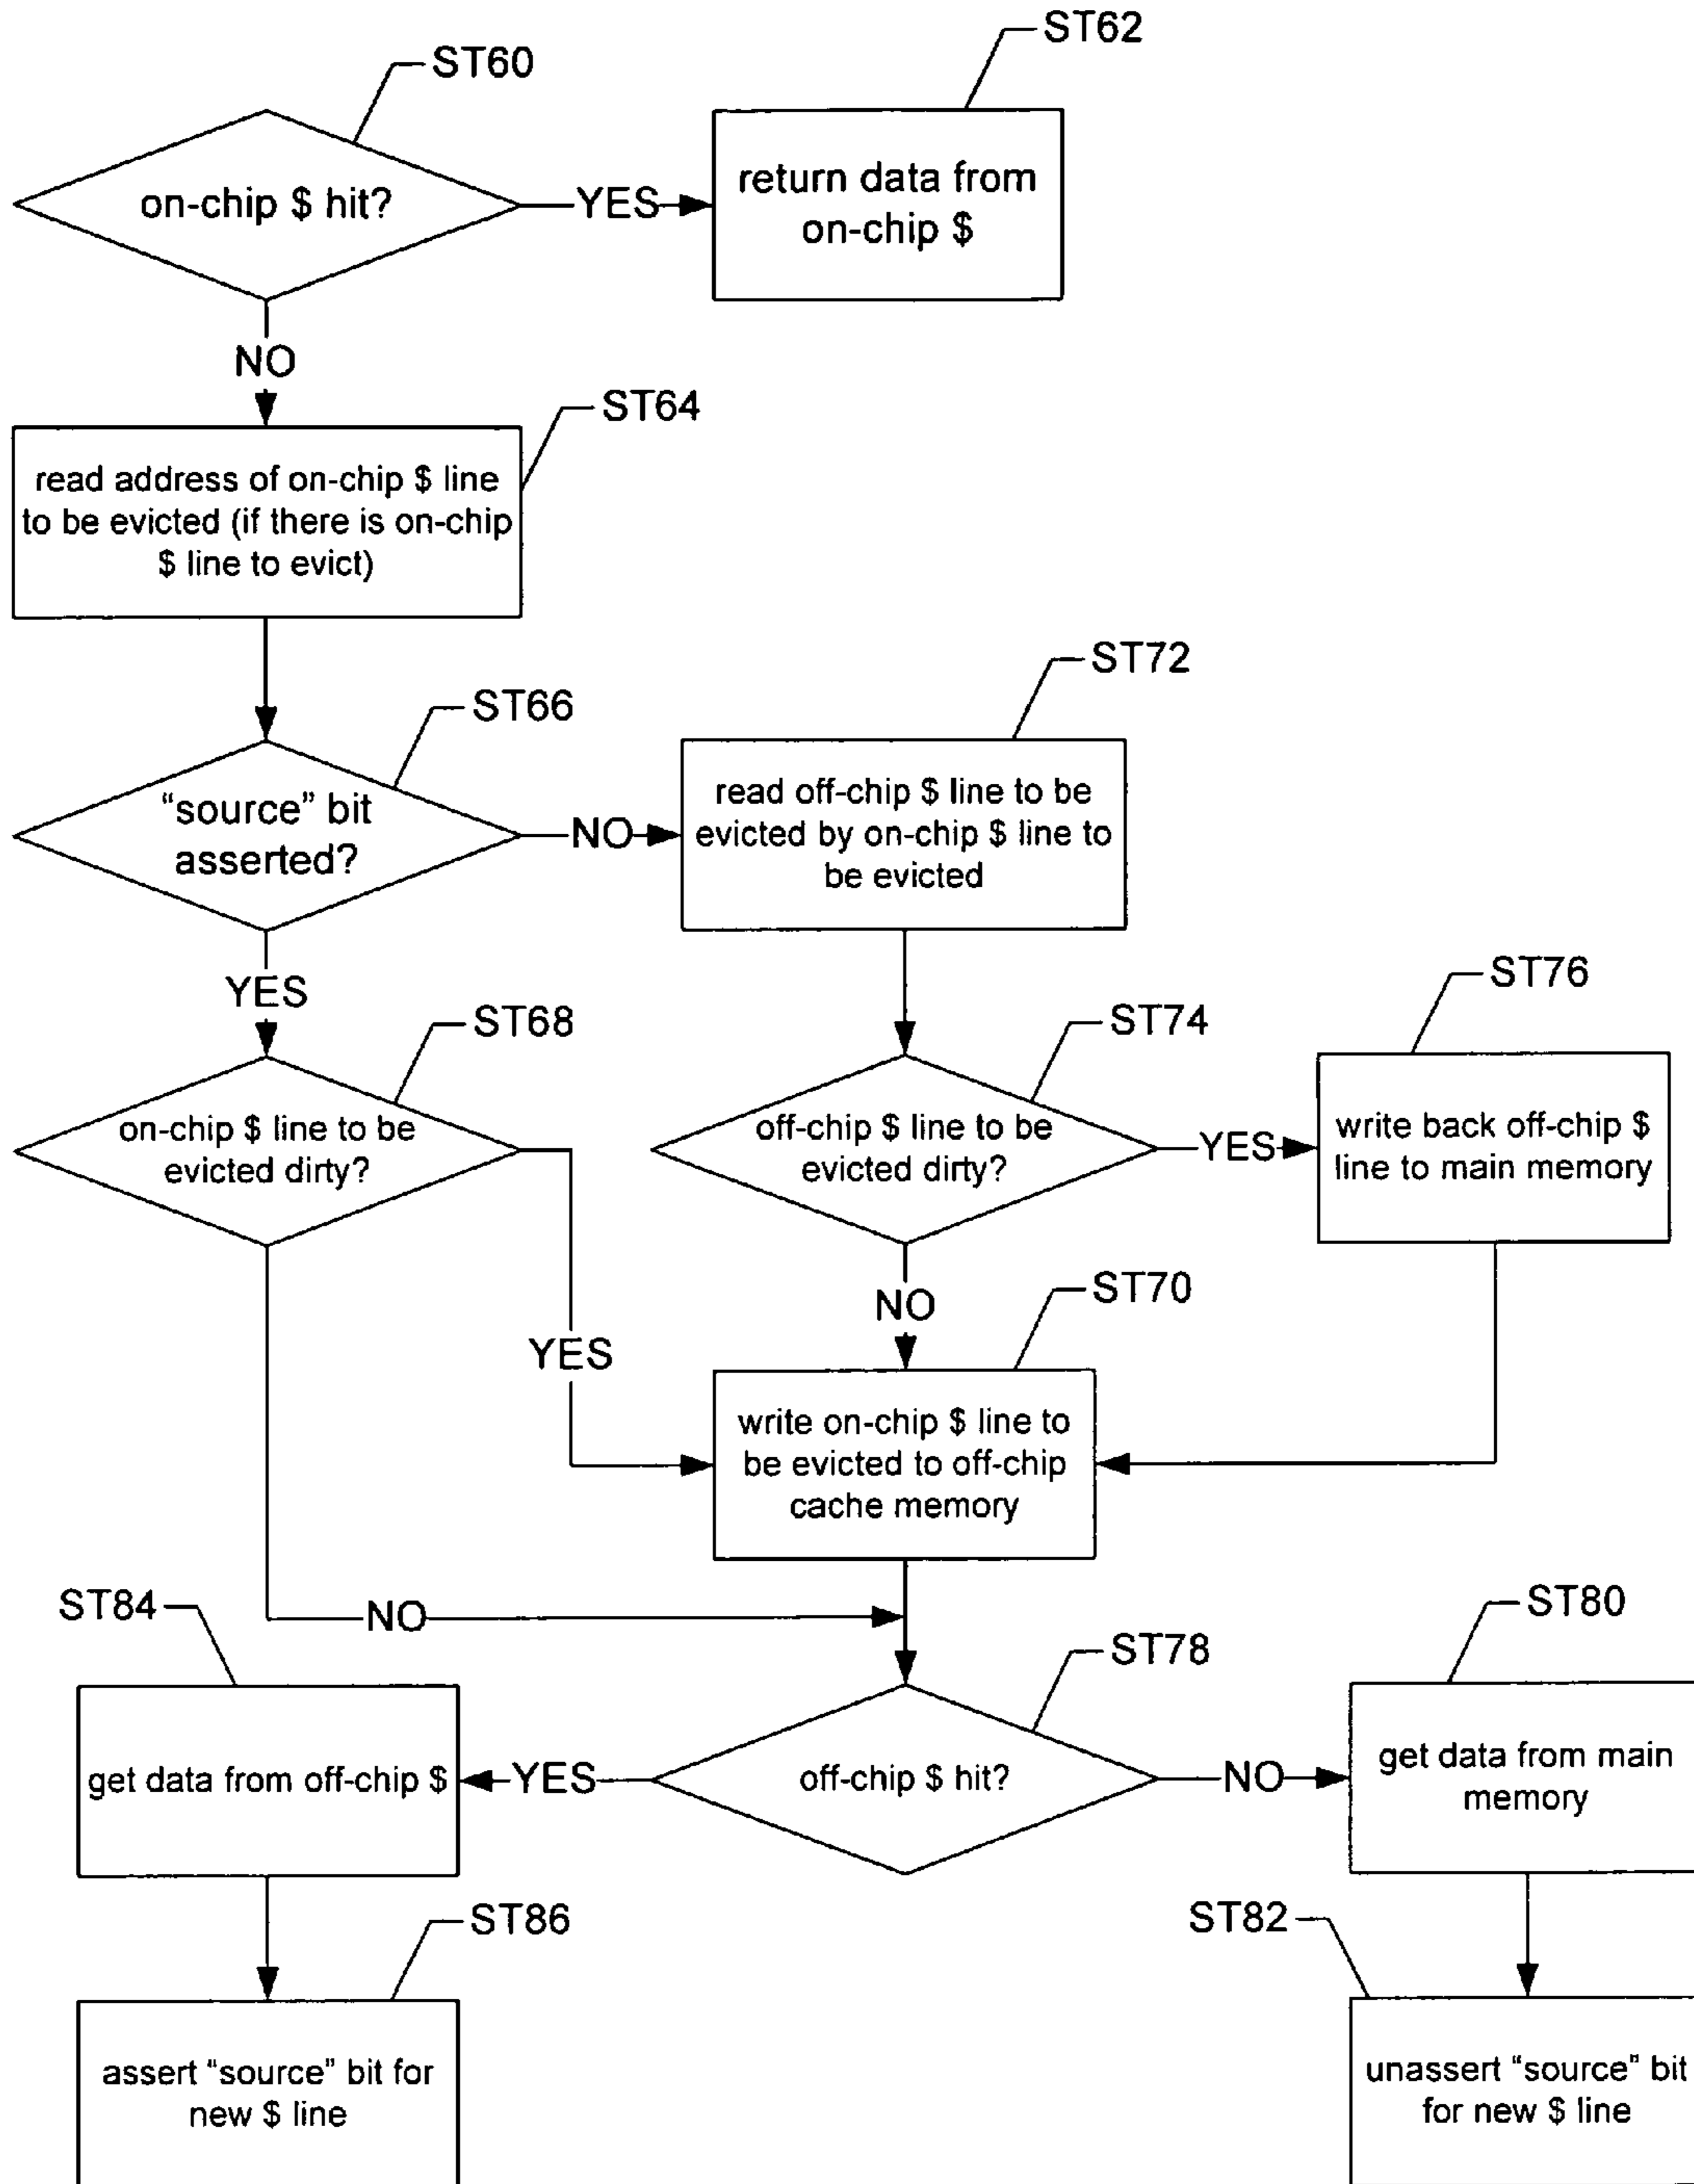 ST62
ST60
on-chip $ hit?
YES
return data from
on-chip $
NO
ST64
read address of on-chip $ line
to be evicted (if there is on-chip
$ line to evict)
ST72
ST66
"source" bit
asserted?
NO
read off-chip $ line to be
evicted by on-chip $ line to
be evicted
YES
ST76
ST68
ST74
on-chip $ line to be
evicted dirty?
off-chip $ line to be
evicted dirty?
YES
write back off-chip $
line to main memory
ST70
NO
YES
write on-chip $ line to
be evicted to off-chip
cache memory
ST84
NO
ST80
ST78
get data from off-chip $
YES
off-chip $ hit?
NO
get data from main
memory
ST86
ST82
assert "source" bit for
new $ line
unassert "source" bit
for new $ line